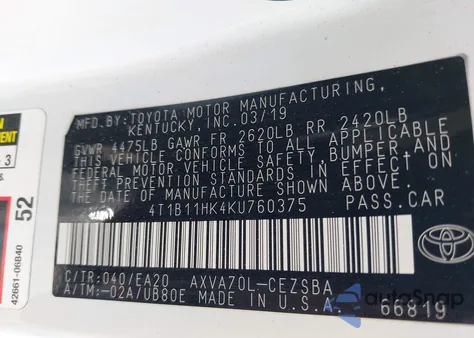 MFD.BY:TOYOTA MOTOR MANUFACTURING,
KENTUCKY, INC.03/19
GVWR 4475LB GAWR FR 2620LB RR 2420LB
THIS VEHICLE CONFORMS TO ALL APPLICABLE
FEDERAL MOTOR VEHICLE SAFETY, BUMPER,AND
THEFT PREVENTION STANDARDS IN EFFECT ON
THE DATE OF MANUFACTURE SHOWN ABOVE.
4T1B11HK4KU760375 PASS.CAR
C/TR:040/EA20 AXVA70L-CEZSBA
A/TM:-02A/UB80E MADE IN U.S.A.
66819
TOYOTA
52
42661-06B40
3
autoSnap